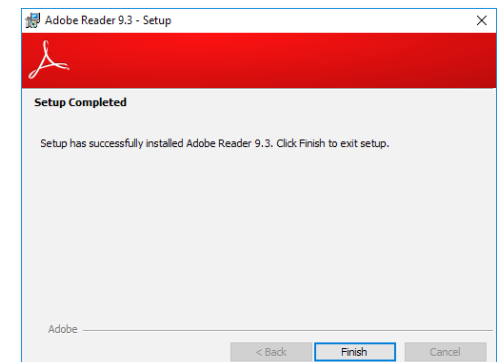 Adobe Reader 9.3 - Setup
Setup Completed
Setup has successfully installed Adobe Reader 9.3. Click Finish to exit setup.
Adobe
< Back Finish Cancel